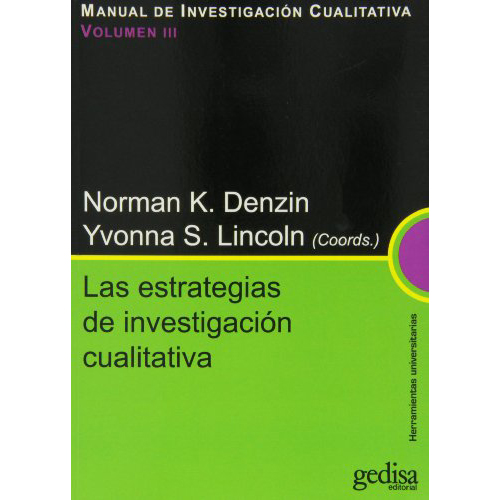 MANUAL DE INVESTIGACIÓN CUALITATIVA
VOLUMEN III
Norman K. Denzin
Yvonna S. Lincoln (Coords.)
Las estrategias
de investigación
cualitativa
Herramientas universitarias
gedisa
editorial